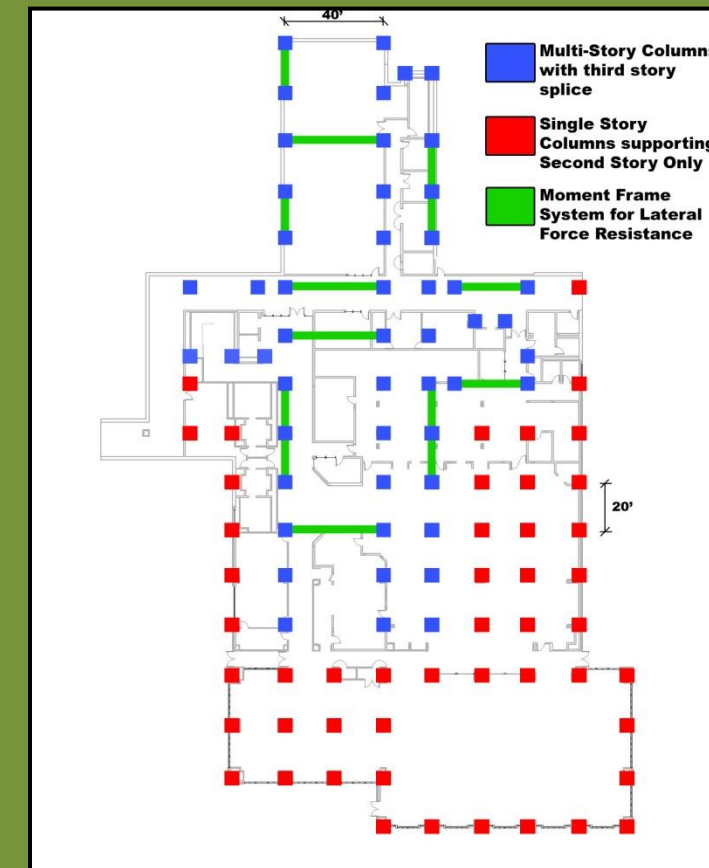 40'
Multi-Story Columns
with third story
splice
Single Story
Columns supporting
Second Story Only
Moment Frame
System for Lateral
Force Resistance
20'